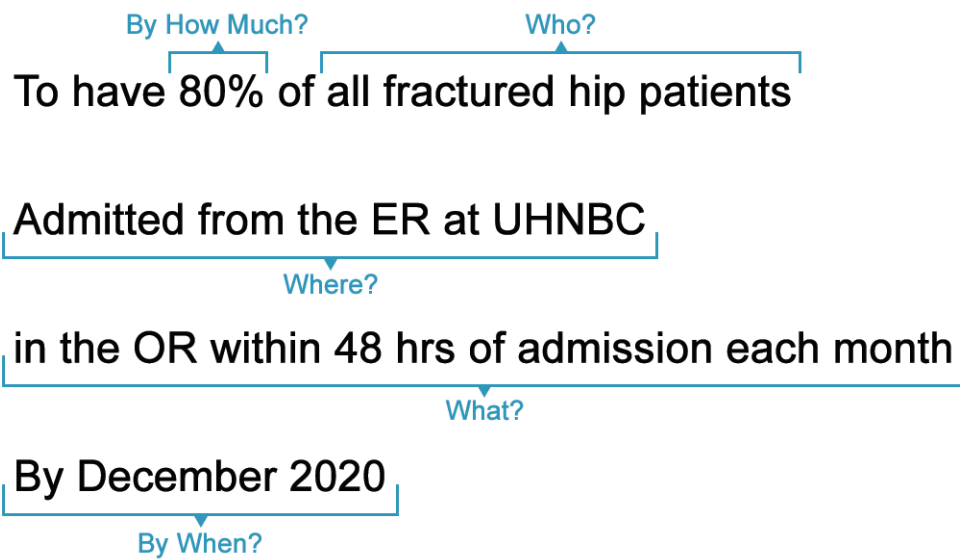 By How Much? Who?
To have 80% of all fractured hip patients
Admitted from the ER at UHNBC
Where?
in the OR within 48 hrs of admission each month
What?
By December 2020
By When?